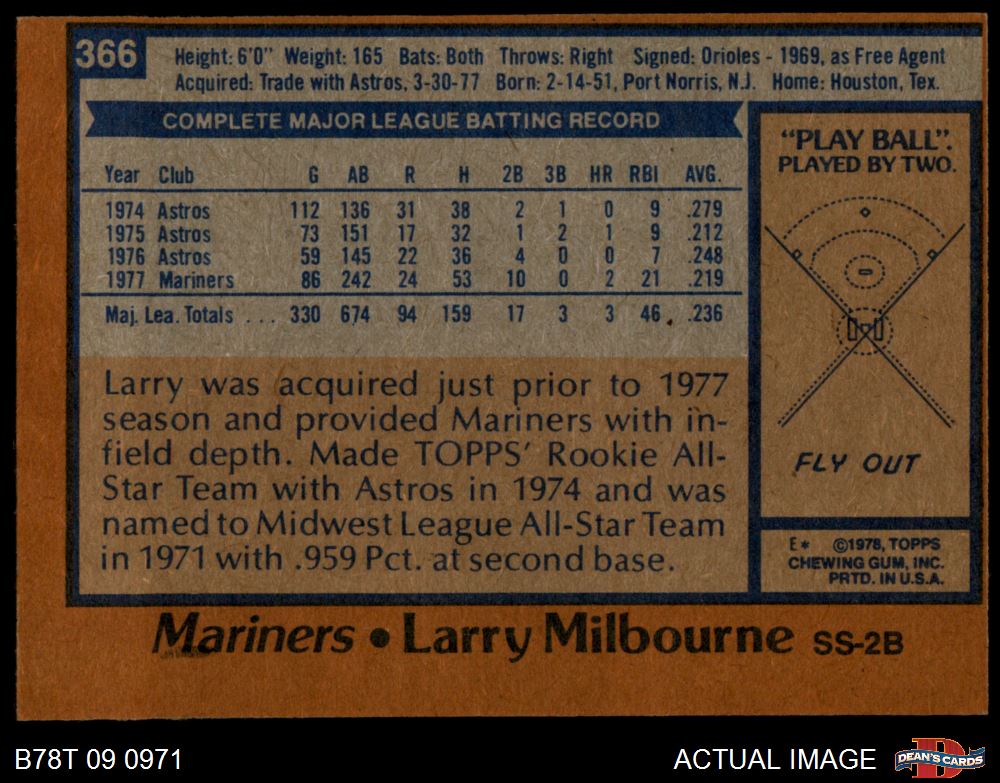 366
Height: 6'0" Weight: 165 Bats: Both Throws: Right Signed: Orioles - 1969, as Free Agent
Acquired: Trade with Astros, 3-30-77 Born: 2-14-51, Port Norris, N.J. Home: Houston, Tex.
COMPLETE MAJOR LEAGUE BATTING RECORD
Year Club G AB R H 2B 3B HR RBI AVG.
1974 Astros 112 136 31 38 2 1 0 9 .279
1975 Astros 73 151 17 32 1 2 1 9 .212
1976 Astros 59 145 22 36 4 0 0 7 .248
1977 Mariners 86 242 24 53 10 0 2 21 .219
Maj. Lea. Totals ... 330 674 94 159 17 3 3 46 .236
Larry was acquired just prior to 1977
season and provided Mariners with in-
field depth. Made TOPPS' Rookie All-
Star Team with Astros in 1974 and was
named to Midwest League All-Star Team
in 1971 with .959 Pct. at second base.
"PLAY BALL".
PLAYED BY TWO.
FLY OUT
E* ©1978, TOPPS
CHEWING GUM, INC.
PRTD. IN U.S.A.
Mariners • Larry Milbourne SS-2B
B78T 09 0971
ACTUAL IMAGE
D
DEAN'S CARDS